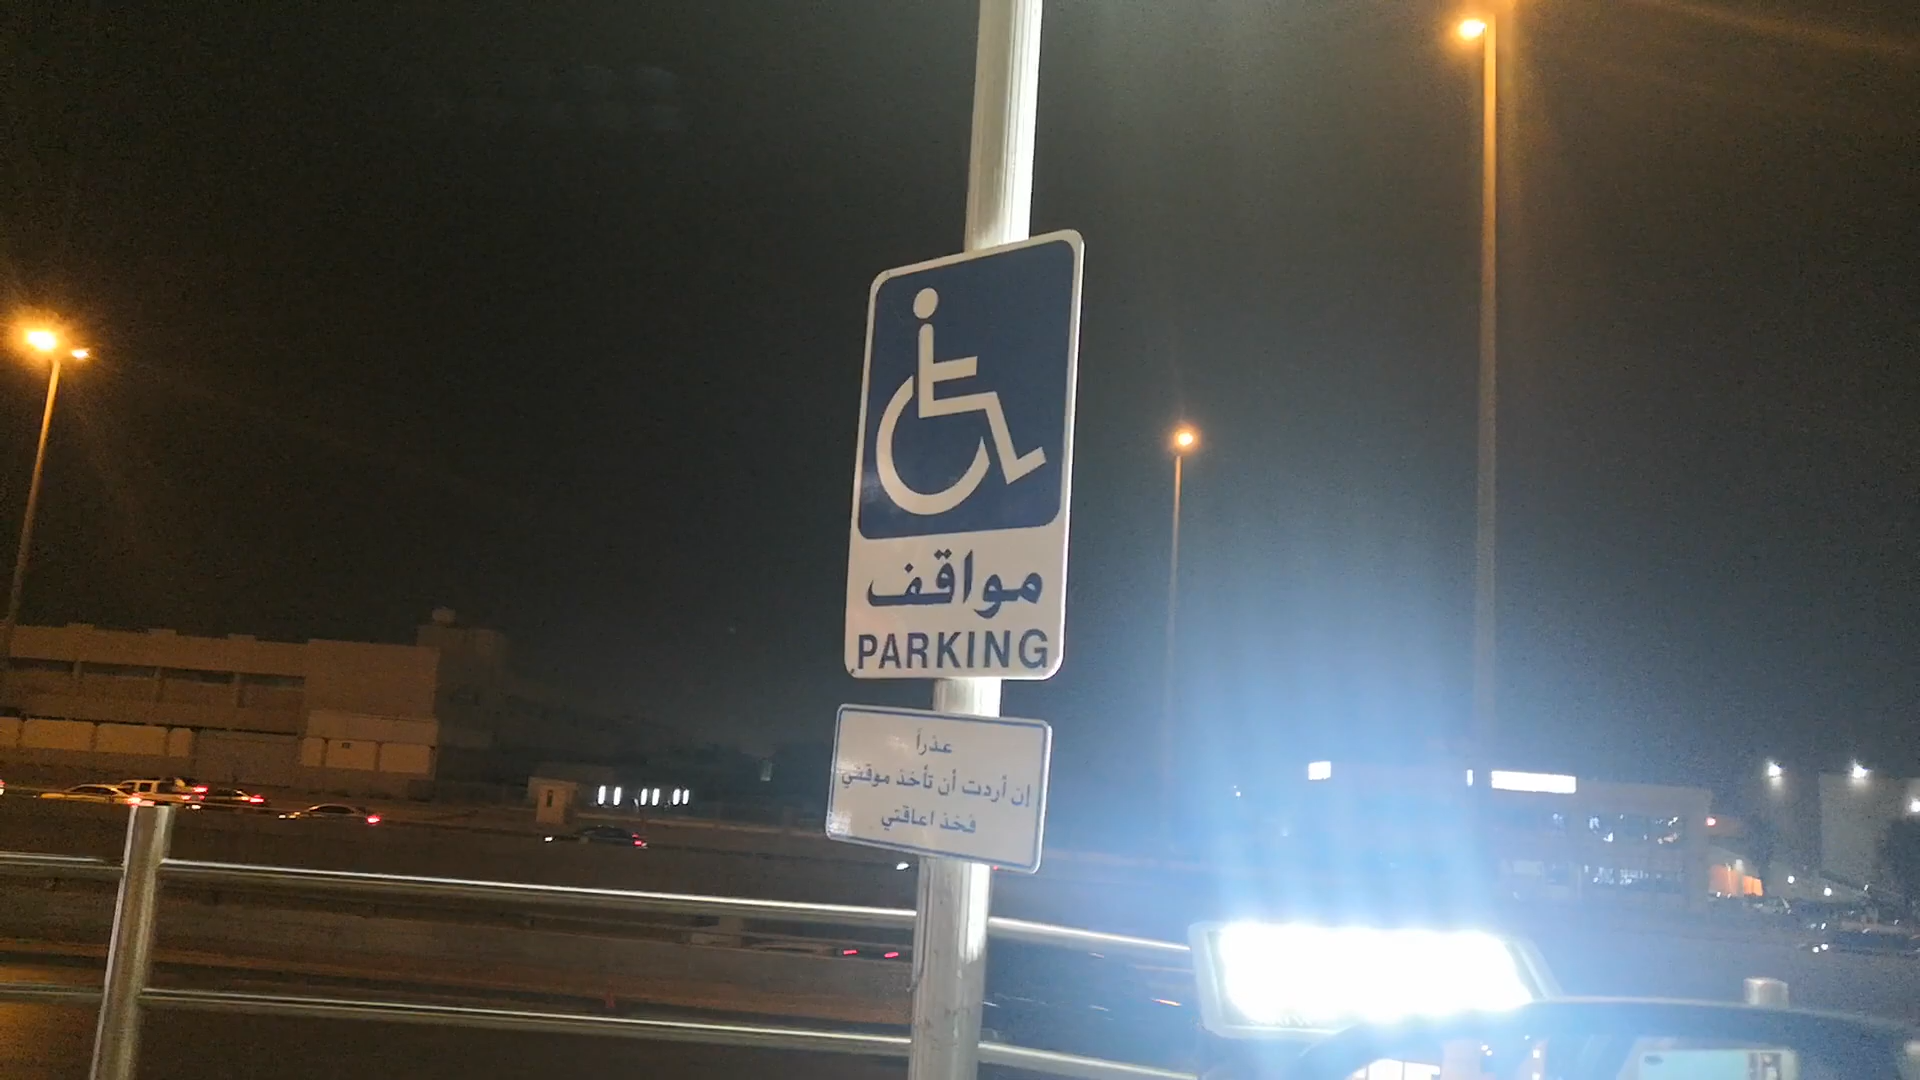 مواقف
PARKING
عذراً
إن أردت أن تأخذ موقفي
فخذ اعاقتي